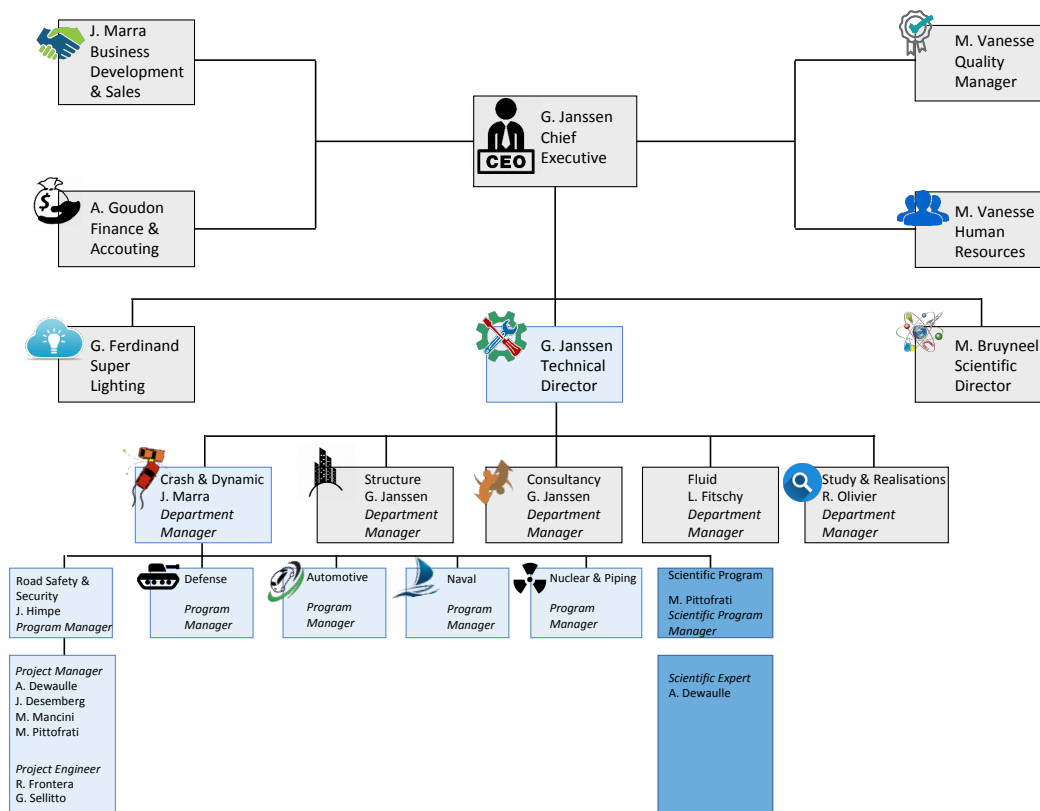 J. Marra
Business
Development
& Sales
M. Vanesse
Quality
Manager
G. Janssen
Chief
Executive
CEO
$
A. Goudon
Finance &
Accouting
M. Vanesse
Human
Resources
G. Ferdinand
Super
Lighting
G. Janssen
Technical
Director
M. Bruyneel
Scientific
Director
Crash & Dynamic
J. Marra
Department
Manager
Structure
G. Janssen
Department
Manager
Consultancy
G. Janssen
Department
Manager
Fluid
L. Fitschy
Department
Manager
Study & Realisations
R. Olivier
Department
Manager
Road Safety &
Security
J. Himpe
Program Manager
Defense
Program
Manager
Automotive
Program
Manager
Naval
Program
Manager
Nuclear & Piping
Program
Manager
Scientific Program
M. Pittofrati
Scientific Program
Manager
Project Manager
A. Dewaulle
J. Desemberg
M. Mancini
M. Pittofrati
Project Engineer
R. Frontera
G. Sellitto
Scientific Expert
A. Dewaulle